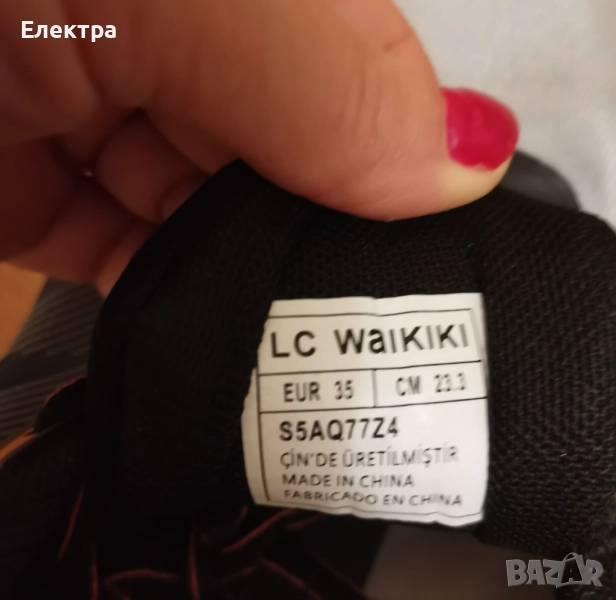 Електра
LC WaIKIKI
EUR 35 CM 23.3
S5AQ77Z4
ÇİN'DE ÜRETİLMİŞTİR
MADE IN CHINA
FABRICADO EN CHINA
BAZAR